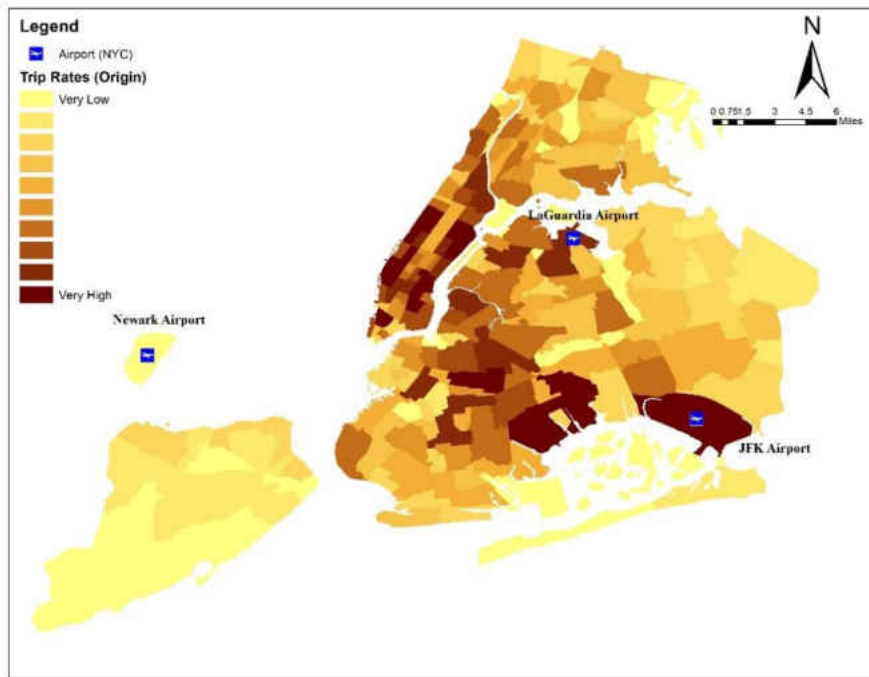 Legend
Airport (NYC)
Trip Rates (Origin)
Very Low
Very High
N
0 0.75 1.5 3 4.5 6
Miles
LaGuardia Airport
Newark Airport
JFK Airport